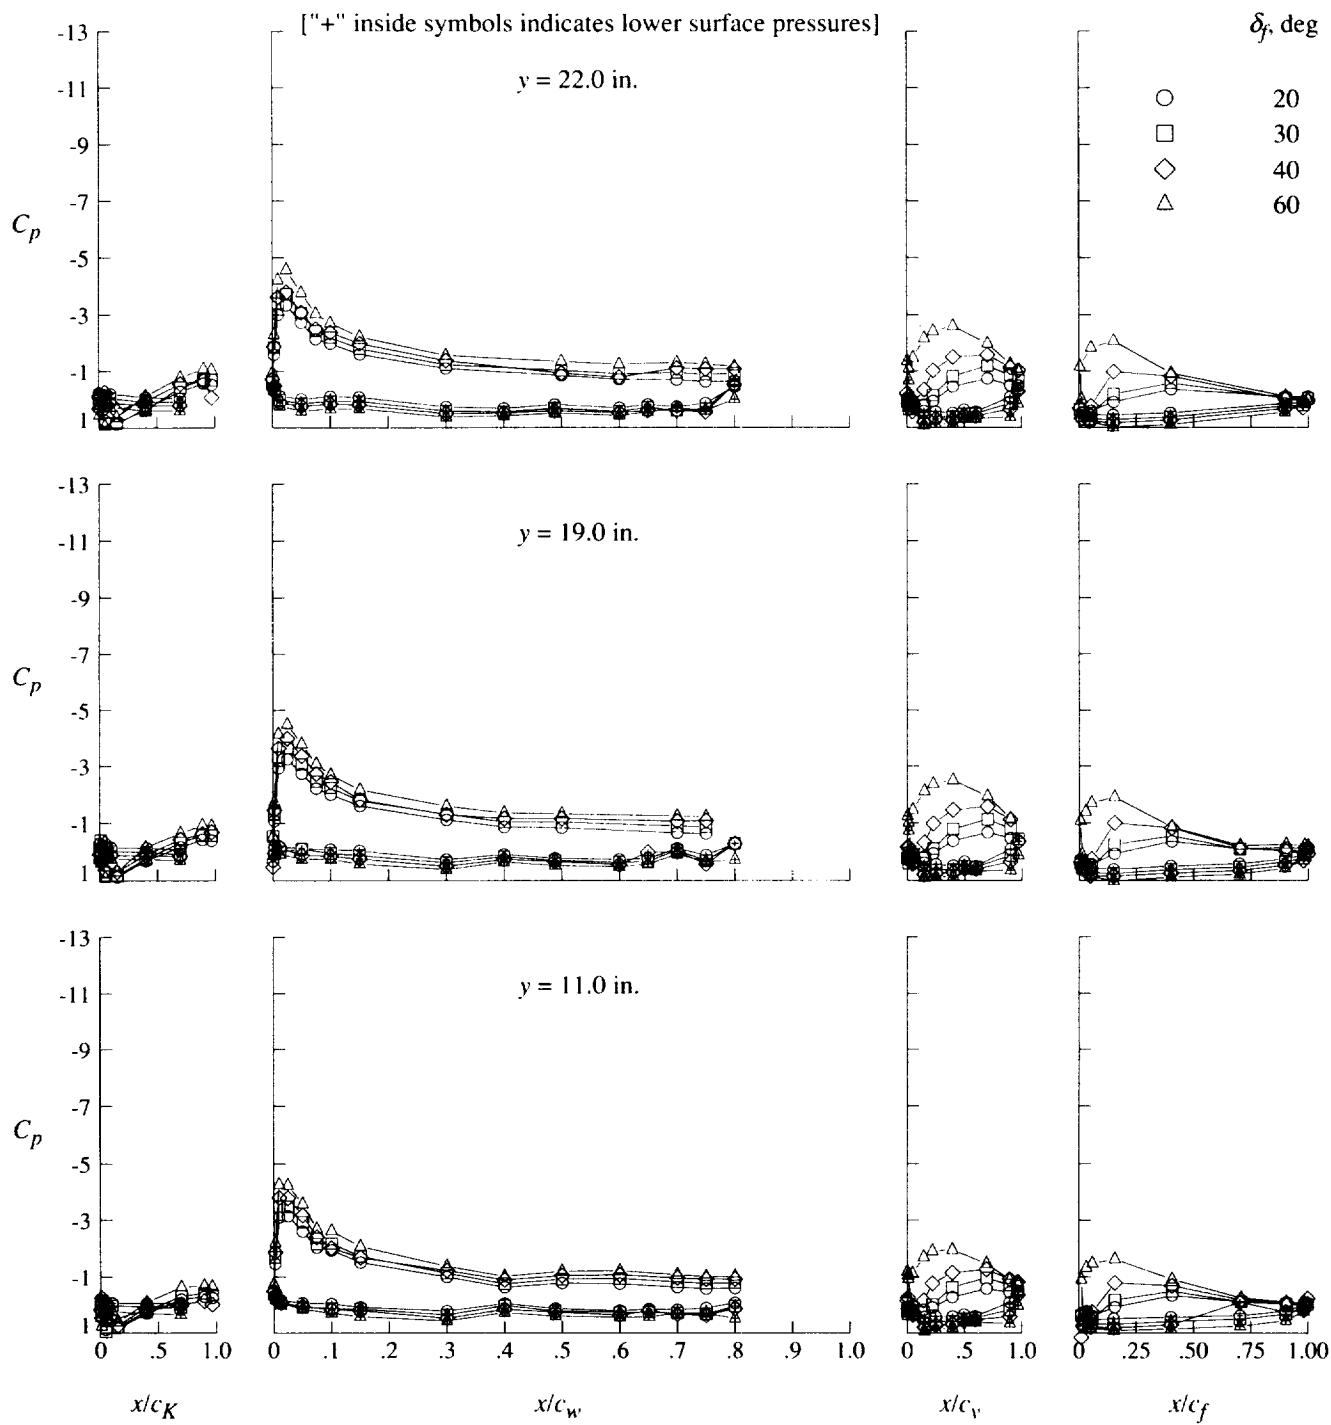 ["+" inside symbols indicates lower surface pressures]
δf, deg
y = 22.0 in.
20
30
40
60
-13
-11
-9
-7
-5
-3
-1
1
Cp
y = 19.0 in.
-13
-11
-9
-7
-5
-3
-1
1
Cp
y = 11.0 in.
-13
-11
-9
-7
-5
-3
-1
1
Cp
0 .5 1.0
0 .1 .2 .3 .4 .5 .6 .7 .8 .9 1.0
0 .5 1.0
0 .25 .50 .75 1.00
x/cK
x/cw
x/cv
x/cf